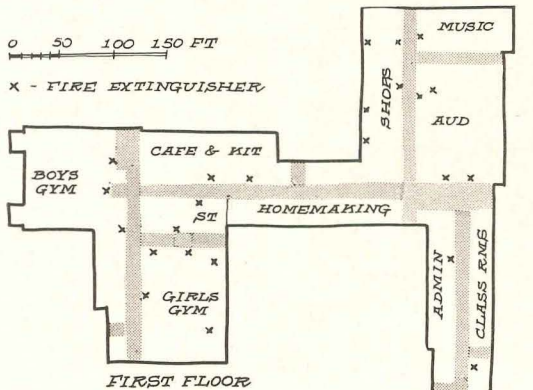 0 50 100 150 FT
x - FIRE EXTINGUISHER
MUSIC
SHOPS
AUD
CAFE & KIT
BOYS
GYM
ST
HOMEMAKING
ADMIN
CLASS RMS
GIRLS
GYM
FIRST FLOOR